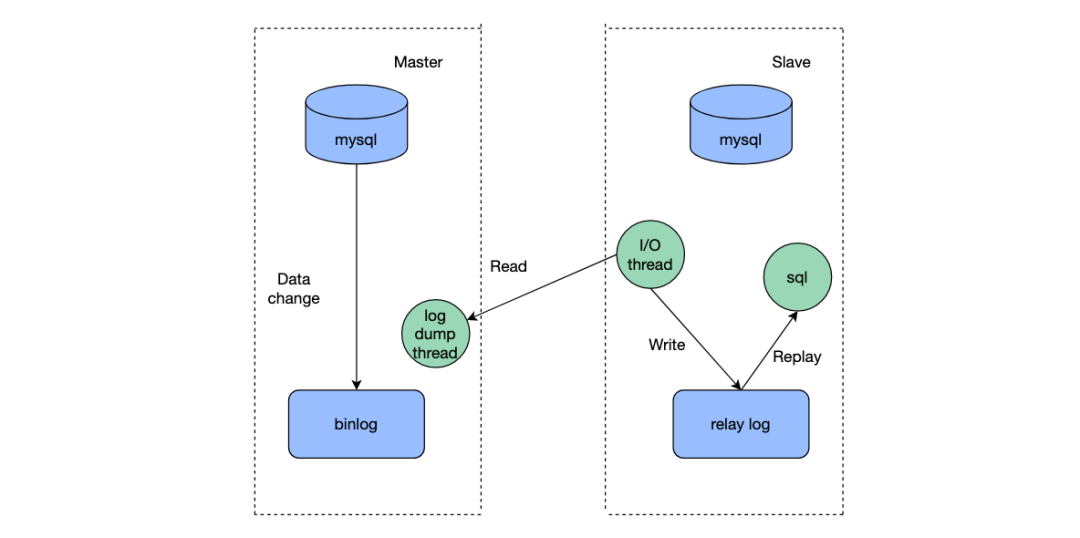 Master
Slave
mysql
mysql
I/O
thread
Read
sql
Data
change
log
dump
thread
Write
Replay
binlog
relay log